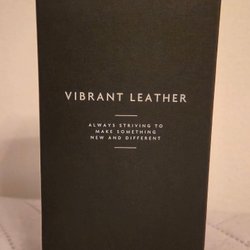 VIBRANT LEATHER
ALWAYS STRIVING TO
MAKE SOMETHING
NEW AND DIFFERENT